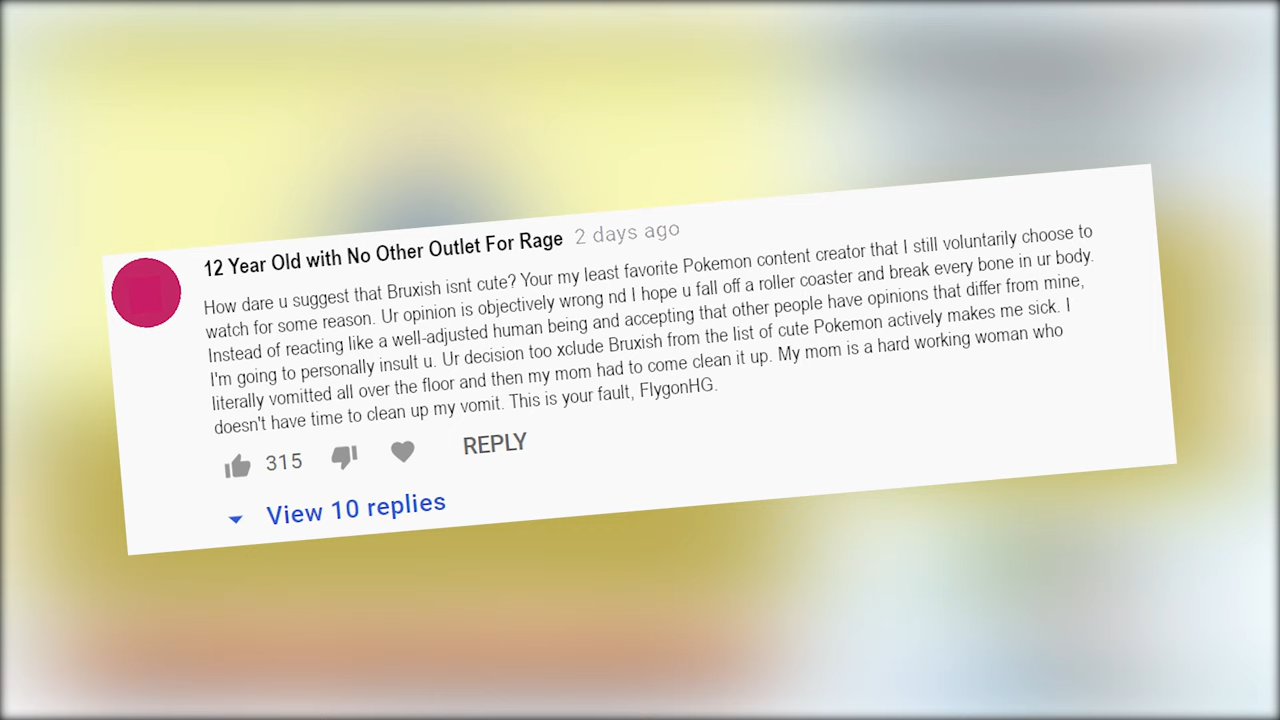 12 Year Old with No Other Outlet For Rage 2 days ago
How dare u suggest that Bruxish isnt cute? Your my least favorite Pokemon content creator that I still voluntarily choose to
watch for some reason. Ur opinion is objectively wrong nd I hope u fall off a roller coaster and break every bone in ur body.
Instead of reacting like a well-adjusted human being and accepting that other people have opinions that differ from mine,
I'm going to personally insult u. Ur decision too xclude Bruxish from the list of cute Pokemon actively makes me sick. I
literally vomitted all over the floor and then my mom had to come clean it up. My mom is a hard working woman who
doesn't have time to clean up my vomit. This is your fault, FlygonHG.
315 REPLY
View 10 replies